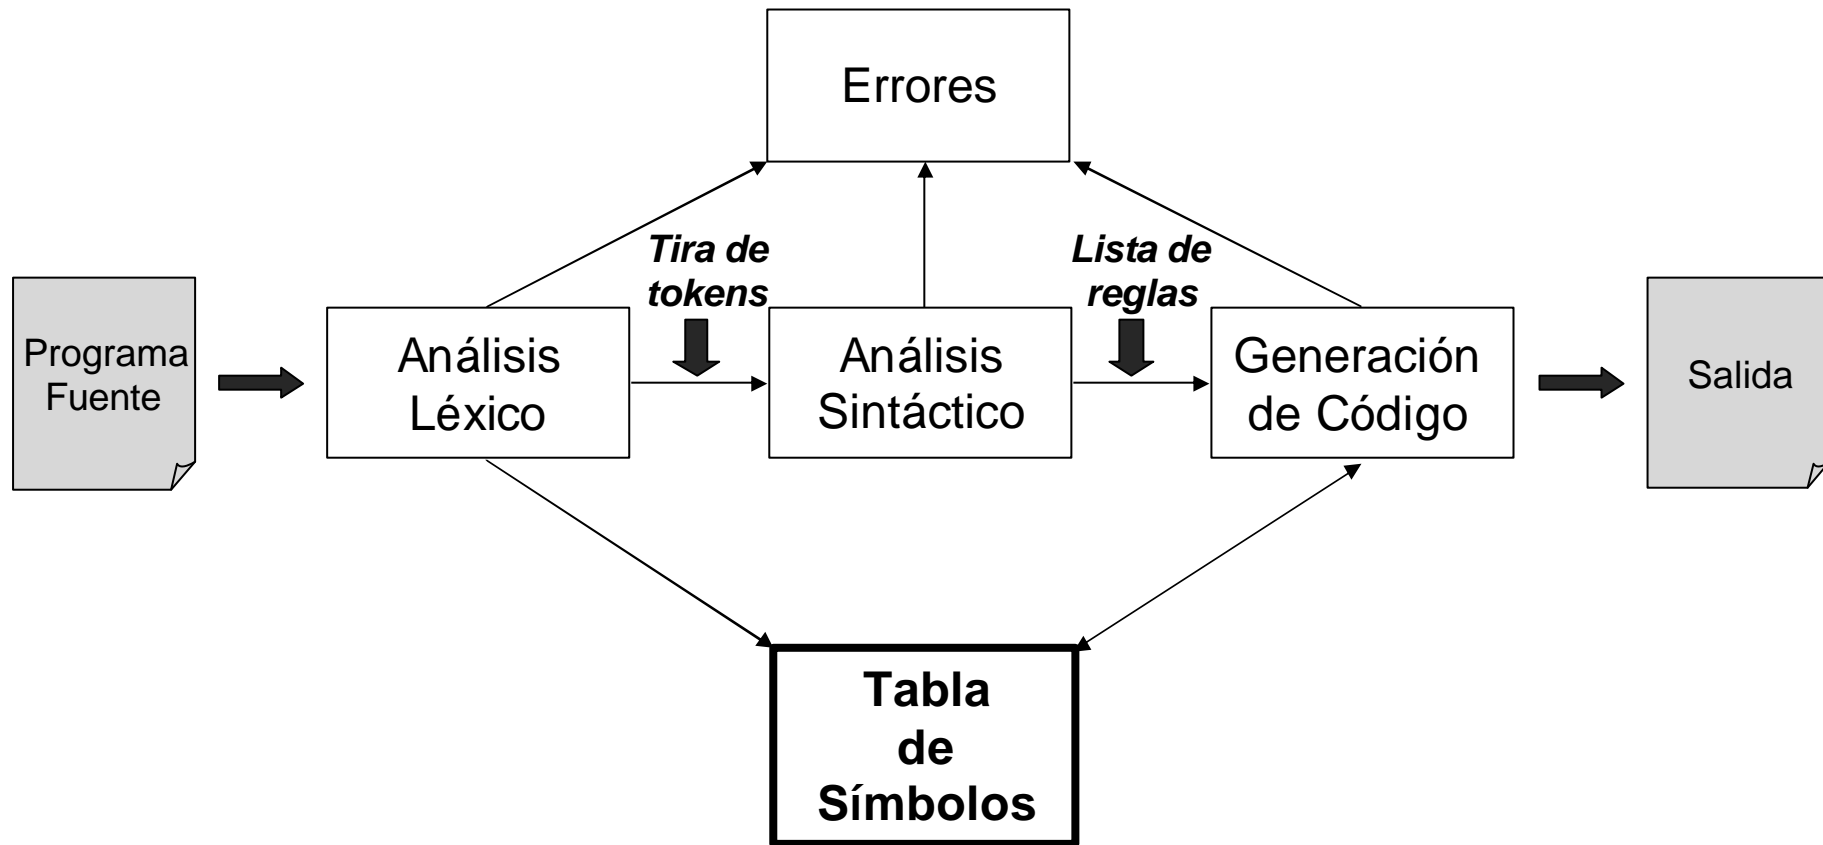 Errores
Tira de
tokens
Lista de
reglas
Programa
Fuente
Análisis
Léxico
Análisis
Sintáctico
Generación
de Código
Salida
Tabla
de
Símbolos